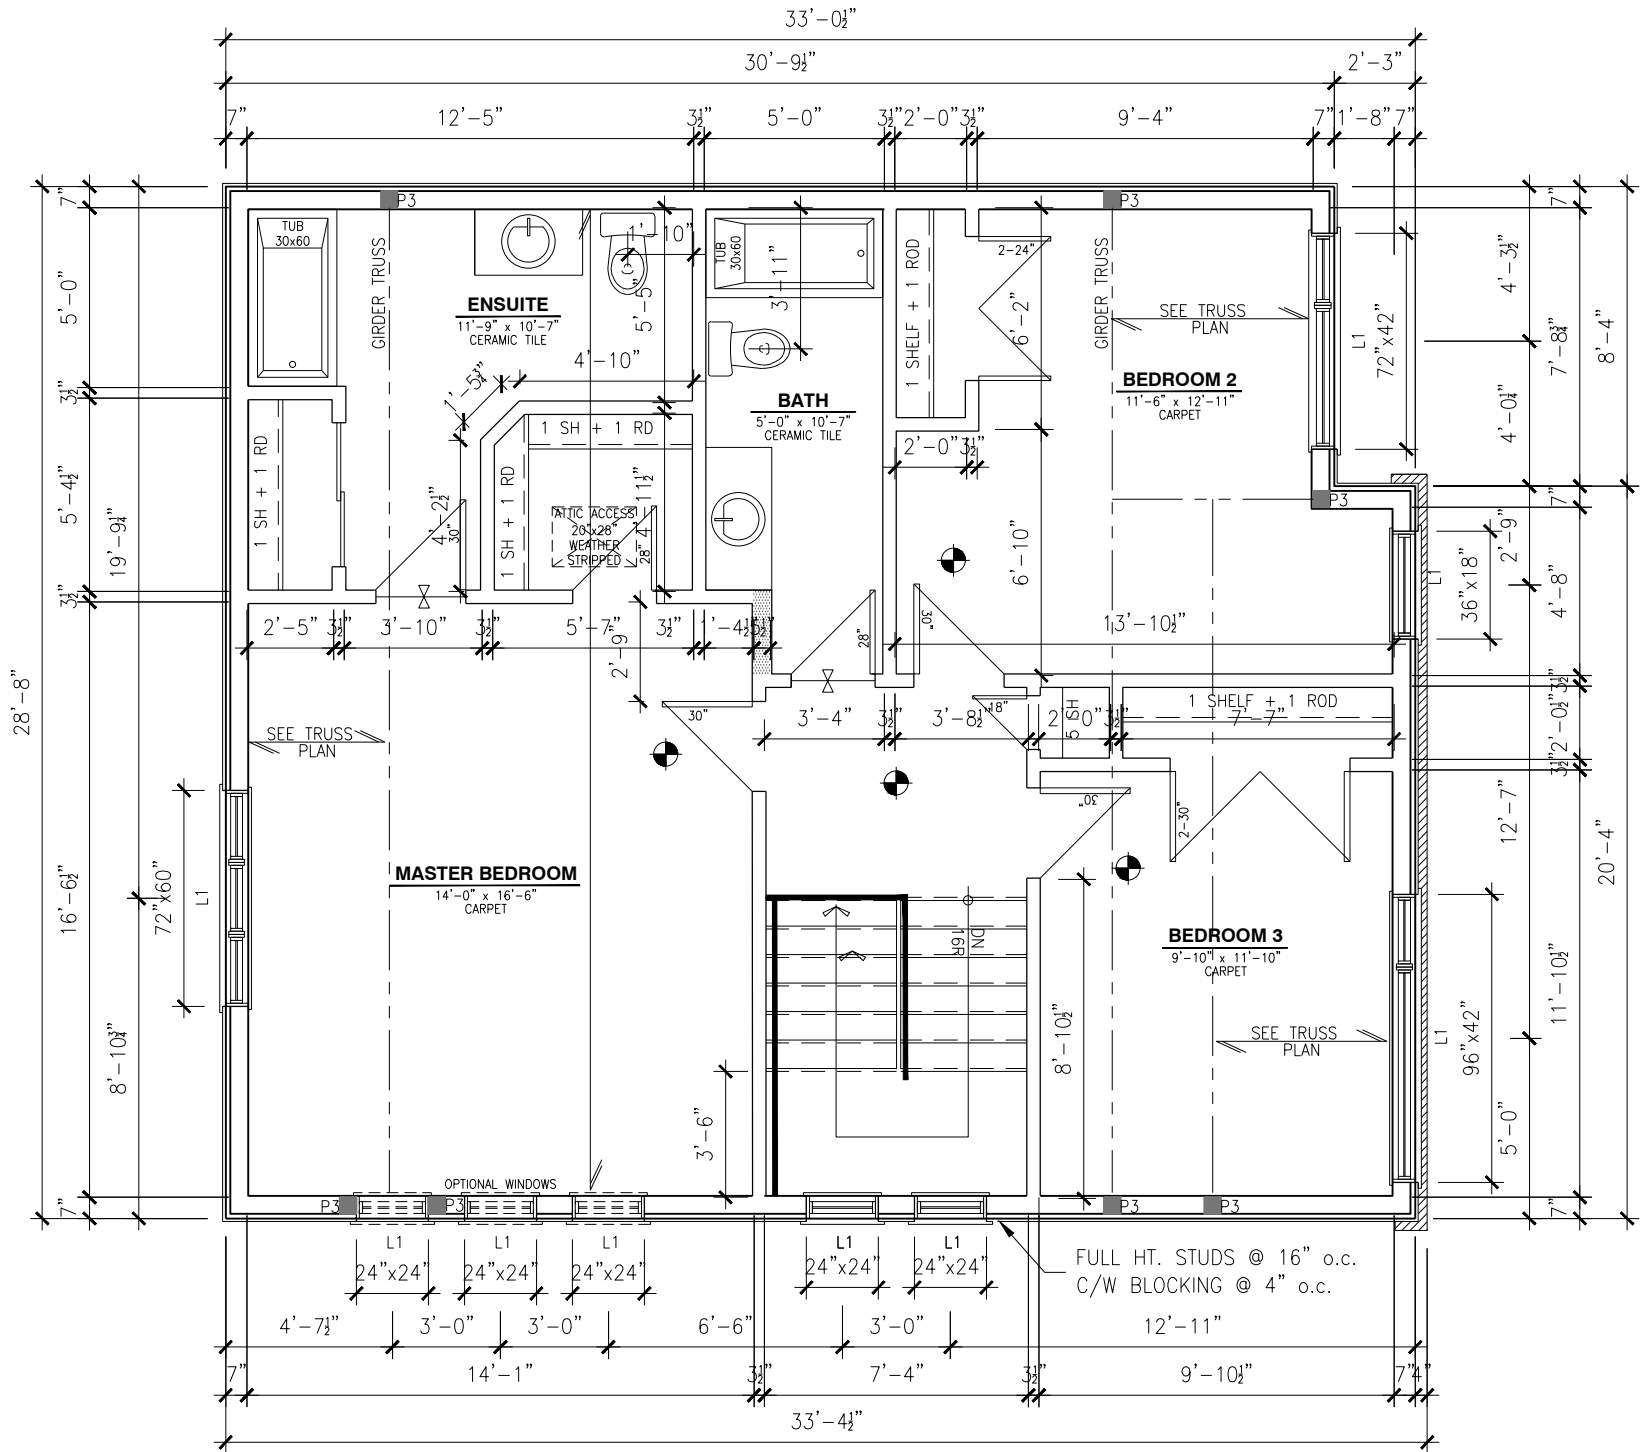 33'-0½"
30'-9½"
2'-3"
7"
12'-5"
3½"
5'-0"
3½"
2'-0"
3½"
9'-4"
7"
1'-8"
7"
P3
P3
TUB
30x60
GIRDER TRUSS
1'-10"
5'-5"
ENSUITE
11'-9" x 10'-7"
CERAMIC TILE
4'-10"
1'-5¾"
TUB
30x60
3'-11"
1 SHELF + 1 ROD
2-24"
6'-2"
GIRDER TRUSS
SEE TRUSS
PLAN
L1
72"x42"
BEDROOM 2
11'-6" x 12'-11"
CARPET
BATH
5'-0" x 10'-7"
CERAMIC TILE
2'-0"
3½"
7"
5'-0"
3½"
5'-4½"
3½"
19'-9¼"
28'-8"
16'-6½"
8'-10¾"
7"
7"
4'-3½"
7'-8¾"
8'-4"
4'-0¼"
7"
2'-9"
4'-8"
3½"
2'-0½"
2'-0"
3½"
12'-7"
20'-4"
11'-10½"
5'-0"
7"
1 SH + 1 RD
1 SH + 1 RD
1 SH + 1 RD
4'-2½"
30"
ATTIC ACCESS
20"x28"
WEATHER
STRIPPED
4'-11½"
28"
6'-10"
P3
L1
36"x18"
2'-5"
3½"
3'-10"
3½"
5'-7"
3½"
1'-4½"
5½"
2'-9"
28"
30"
13'-10½"
30"
3'-4"
3½"
3'-8½"
18"
2'-0"
3½"
5 SH
1 SHELF + 1 ROD
7'-7"
SEE TRUSS
PLAN
30"
2-30"
72"x60"
L1
MASTER BEDROOM
14'-0" x 16'-6"
CARPET
DN
16R
BEDROOM 3
9'-10" x 11'-10"
CARPET
8'-10½"
SEE TRUSS
PLAN
L1
96"x42"
3'-6"
OPTIONAL WINDOWS
P3
P3
P3
P3
L1
L1
L1
L1
L1
24"x24"
24"x24"
24"x24"
24"x24"
24"x24"
FULL HT. STUDS @ 16" o.c.
C/W BLOCKING @ 4" o.c.
4'-7½"
3'-0"
3'-0"
6'-6"
3'-0"
12'-11"
7"
14'-1"
3½"
7'-4"
3½"
9'-10½"
7"
4"
33'-4½"